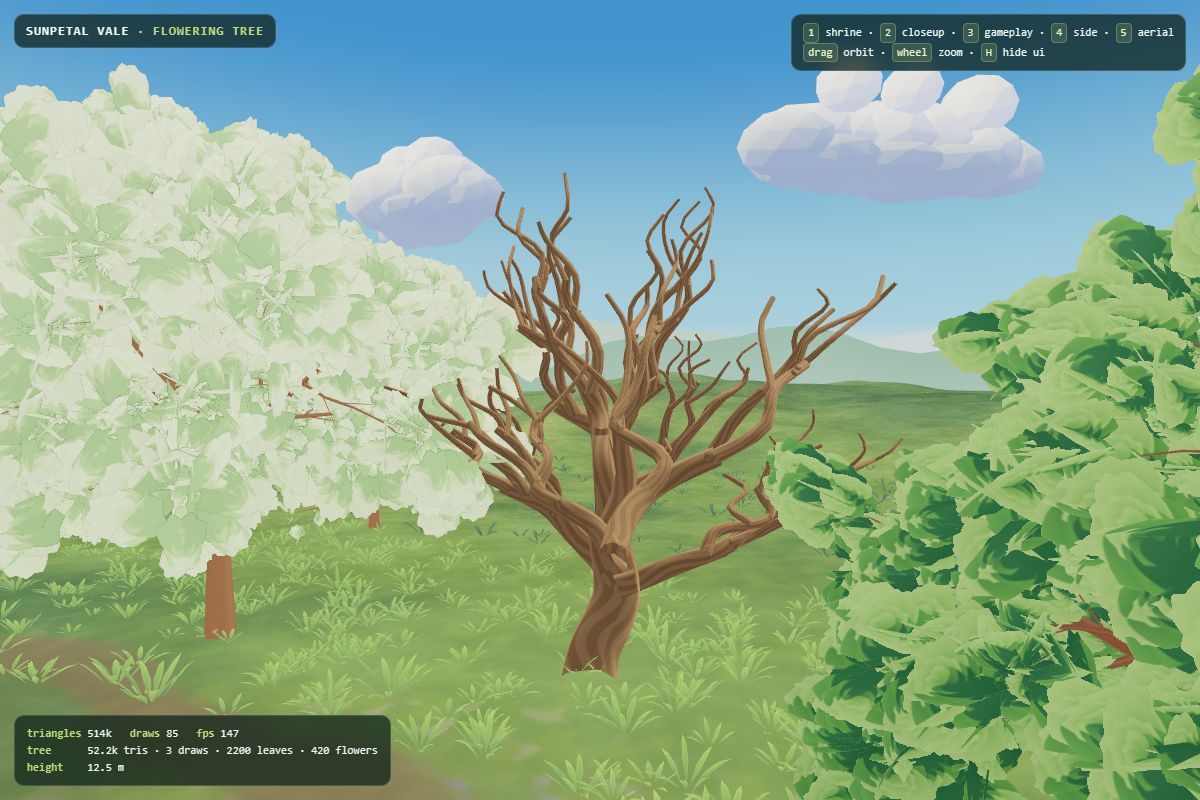 SUNPETAL VALE · FLOWERING TREE
1 shrine · 2 closeup · 3 gameplay · 4 side · 5 aerial
drag orbit · wheel zoom · H hide ui
triangles 514k draws 85 fps 147
tree 52.2k tris · 3 draws · 2200 leaves · 420 flowers
height 12.5 m